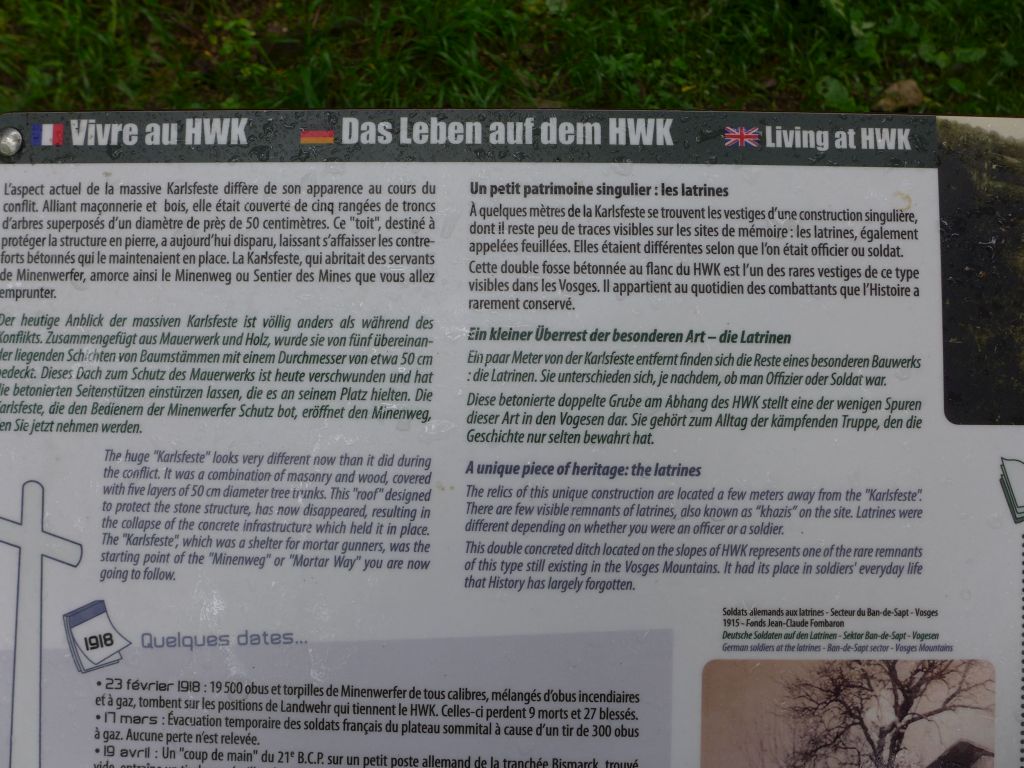 Vivre au HWK
Das Leben auf dem HWK
Living at HWK
L'aspect actuel de la massive Karlsfeste diffère de son apparence au cours du
conflit. Alliant maçonnerie et bois, elle était couverte de cinq rangées de troncs
d'arbres superposés d'un diamètre de près de 50 centimètres. Ce "toit", destiné à
protéger la structure en pierre, a aujourd'hui disparu, laissant s'affaisser les contre-
forts bétonnés qui le maintenaient en place. La Karlsfeste, qui abritait des servants
de Minenwerfer, amorce ainsi le Minenweg ou Sentier des Mines que vous allez
emprunter.
Der heutige Anblick der massiven Karlsfeste ist völlig anders als während des
Konflikts. Zusammengefügt aus Mauerwerk und Holz, wurde sie von fünf übereinan-
der liegenden Schichten von Baumstämmen mit einem Durchmesser von etwa 50 cm
bedeckt. Dieses Dach zum Schutz des Mauerwerks ist heute verschwunden und hat
die betonierten Seitenstützen einstürzen lassen, die es an seinem Platz hielten. Die
Karlsfeste, die den Bedienern der Minenwerfer Schutz bot, eröffnet den Minenweg,
den Sie jetzt nehmen werden.
The huge "Karlsfeste" looks very different now than it did during
the conflict. It was a combination of masonry and wood, covered
with five layers of 50 cm diameter tree trunks. This "roof" designed
to protect the stone structure, has now disappeared, resulting in
the collapse of the concrete infrastructure which held it in place.
The "Karlsfeste", which was a shelter for mortar gunners, was the
starting point of the "Minenweg" or "Mortar Way" you are now
going to follow.
Un petit patrimoine singulier : les latrines
À quelques mètres de la Karlsfeste se trouvent les vestiges d'une construction singulière,
dont il reste peu de traces visibles sur les sites de mémoire : les latrines, également
appelées feuillées. Elles étaient différentes selon que l'on était officier ou soldat.
Cette double fosse bétonnée au flanc du HWK est l'un des rares vestiges de ce type
visibles dans les Vosges. Il appartient au quotidien des combattants que l'Histoire a
rarement conservé.
Ein kleiner Überrest der besonderen Art – die Latrinen
Ein paar Meter von der Karlsfeste entfernt finden sich die Reste eines besonderen Bauwerks
: die Latrinen. Sie unterschieden sich, je nachdem, ob man Offizier oder Soldat war.
Diese betonierte doppelte Grube am Abhang des HWK stellt eine der wenigen Spuren
dieser Art in den Vogesen dar. Sie gehört zum Alltag der kämpfenden Truppe, den die
Geschichte nur selten bewahrt hat.
A unique piece of heritage: the latrines
The relics of this unique construction are located a few meters away from the "Karlsfeste".
There are few visible remnants of latrines, also known as "khazis" on the site. Latrines were
different depending on whether you were an officer or a soldier.
This double concreted ditch located on the slopes of HWK represents one of the rare remnants
of this type still existing in the Vosges Mountains. It had its place in soldiers' everyday life
that History has largely forgotten.
Soldats allemands aux latrines - Secteur du Ban-de-Sapt - Vosges
1915 - Fonds Jean-Claude Fombaron
Deutsche Soldaten auf den Latrinen - Sektor Ban-de-Sapt - Vogesen
German soldiers at the latrines - Ban-de-Sapt sector - Vosges Mountains
1918
Quelques dates...
• 23 février 1918 : 19 500 obus et torpilles de Minenwerfer de tous calibres, mélangés d'obus incendiaires
et à gaz, tombent sur les positions de Landwehr qui tiennent le HWK. Celles-ci perdent 9 morts et 27 blessés.
• 17 mars : Évacuation temporaire des soldats français du plateau sommital à cause d'un tir de 300 obus
à gaz. Aucune perte n'est relevée.
• 19 avril : Un "coup de main" du 21e B.C.P. sur un petit poste allemand de la tranchée Bismarck, trouvé